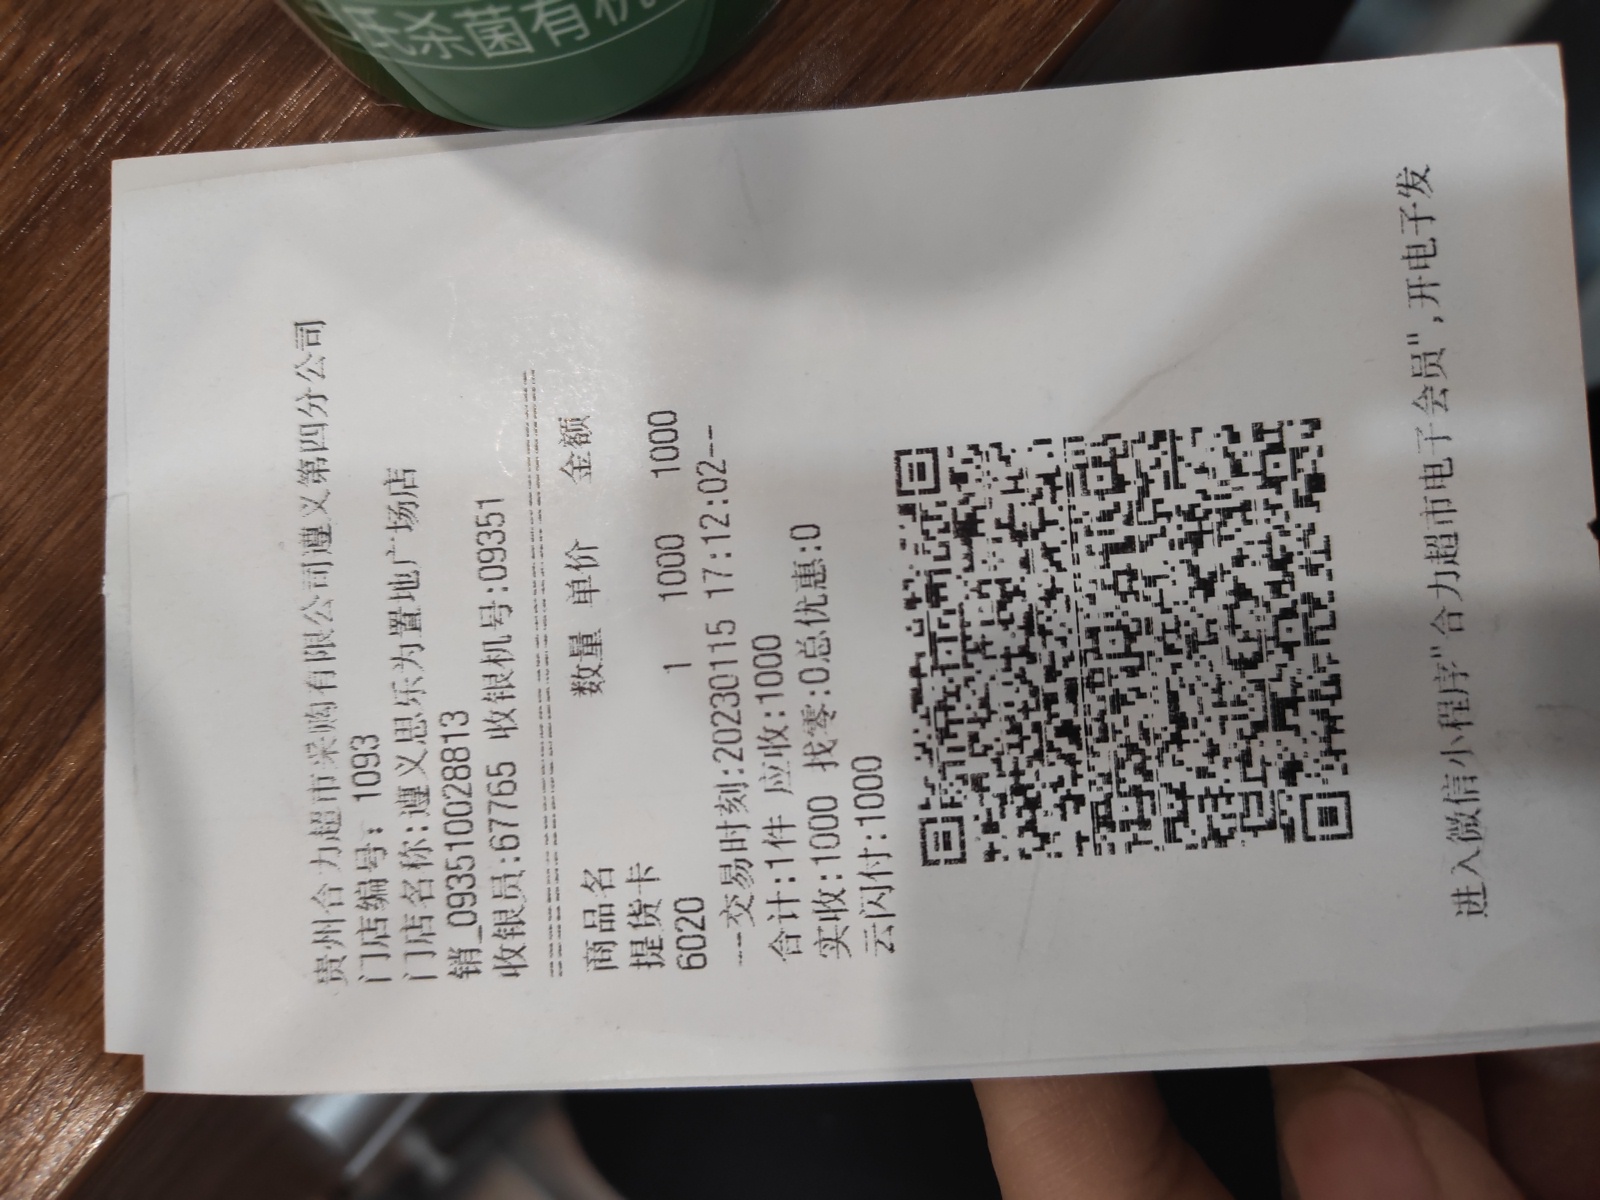 氏杀菌有机
贵州合力超市采购有限公司遵义第四分公司
门店编号: 1093
门店名称:遵义思乐为置地广场店
销_093510028813
收银员:67765 收银机号:09351
商品名 数量 单价 金额
提货卡
6020 1 1000 1000
--交易时刻:20230115 17:12:02--
合计:1件 应收:1000
实收:1000 找零:0总优惠:0
云闪付:1000
进入微信小程序"合力超市电子会员",开电子发